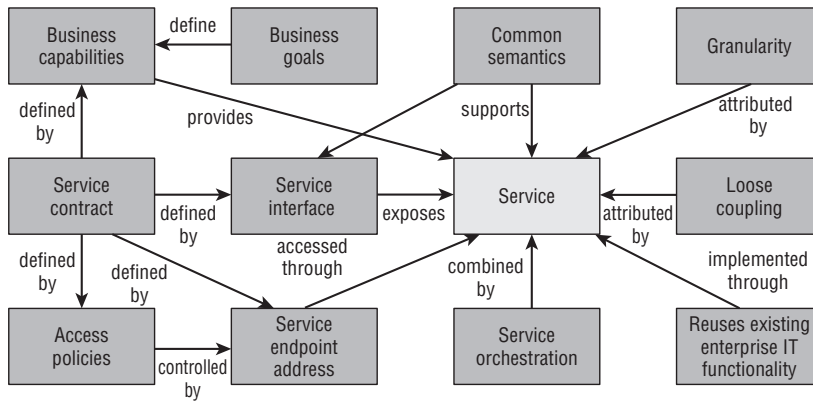 Business
capabilities
define
Business
goals
Common
semantics
Granularity
defined
by
provides
supports
attributed
by
Service
contract
defined
by
Service
interface
exposes
Service
attributed
by
Loose
coupling
defined
by
defined
by
accessed
through
combined
by
implemented
through
Access
policies
controlled
by
Service
endpoint
address
Service
orchestration
Reuses existing
enterprise IT
functionality